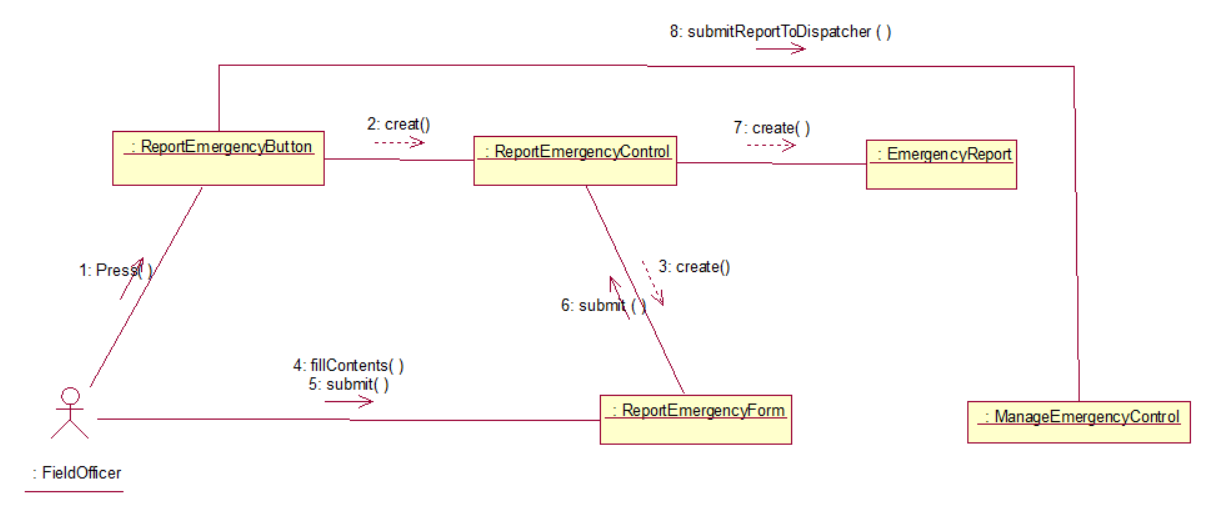 8: submitReportToDispatcher ( )
2: creat()
7: create( )
: ReportEmergencyButton
: ReportEmergencyControl
: EmergencyReport
1: Press( )
3: create()
6: submit ( )
4: fillContents( )
5: submit( )
: ReportEmergencyForm
: ManageEmergencyControl
: FieldOfficer